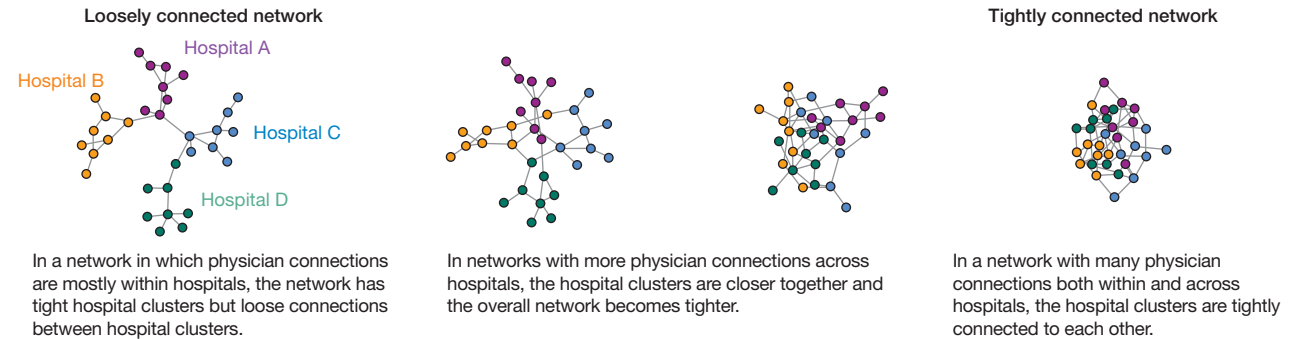 Loosely connected network
Tightly connected network
Hospital A
Hospital B
Hospital C
Hospital D
In a network in which physician connections
are mostly within hospitals, the network has
tight hospital clusters but loose connections
between hospital clusters.
In networks with more physician connections across
hospitals, the hospital clusters are closer together and
the overall network becomes tighter.
In a network with many physician
connections both within and across
hospitals, the hospital clusters are tightly
connected to each other.